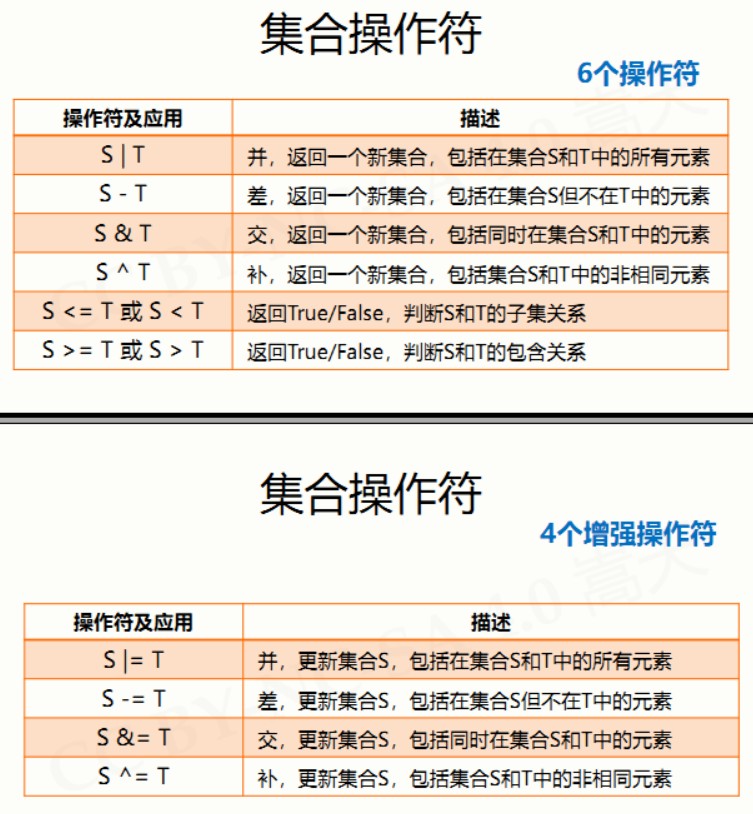 集合操作符
6个操作符
操作符及应用 描述
S | T 并，返回一个新集合，包括在集合S和T中的所有元素
S - T 差，返回一个新集合，包括在集合S但不在T中的元素
S & T 交，返回一个新集合，包括同时在集合S和T中的元素
S ^ T 补，返回一个新集合，包括集合S和T中的非相同元素
S <= T 或 S < T 返回True/False，判断S和T的子集关系
S >= T 或 S > T 返回True/False，判断S和T的包含关系
集合操作符
4个增强操作符
操作符及应用 描述
S |= T 并，更新集合S，包括在集合S和T中的所有元素
S -= T 差，更新集合S，包括在集合S但不在T中的元素
S &= T 交，更新集合S，包括同时在集合S和T中的元素
S ^= T 补，更新集合S，包括集合S和T中的非相同元素